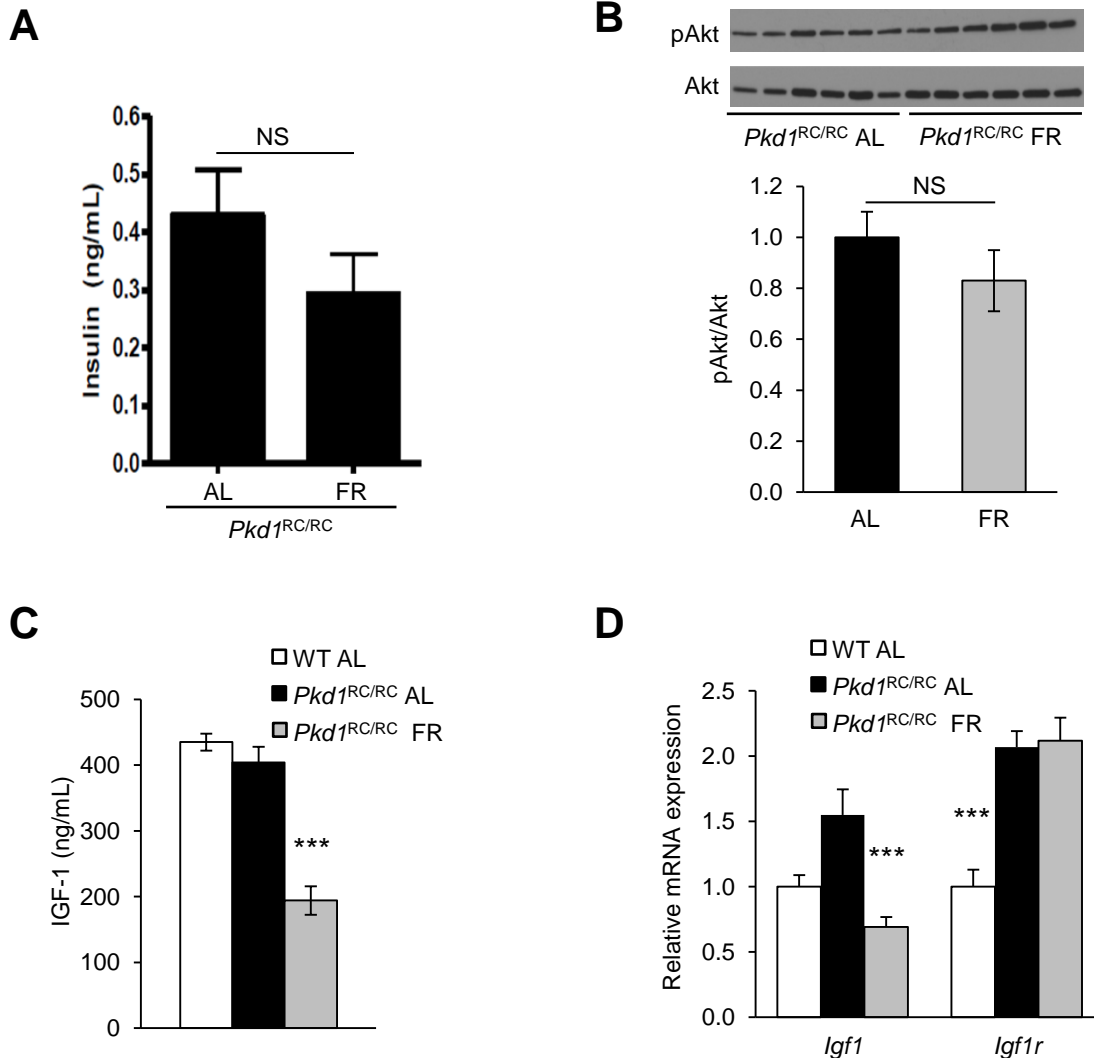 A
0.6
0.5
0.4
0.3
0.2
0.1
0.0
Insulin (ng/mL)
NS
AL FR
Pkd1RC/RC
B
pAkt
Akt
Pkd1RC/RC AL Pkd1RC/RC FR
1.2
1.0
0.8
0.6
0.4
0.2
0.0
pAkt/Akt
NS
AL FR
C
WT AL
Pkd1RC/RC AL
Pkd1RC/RC FR
500
400
300
200
100
0
IGF-1 (ng/mL)
***
D
WT AL
Pkd1RC/RC AL
Pkd1RC/RC FR
2.5
2.0
1.5
1.0
0.5
0.0
Relative mRNA expression
***
***
Igf1 Igf1r